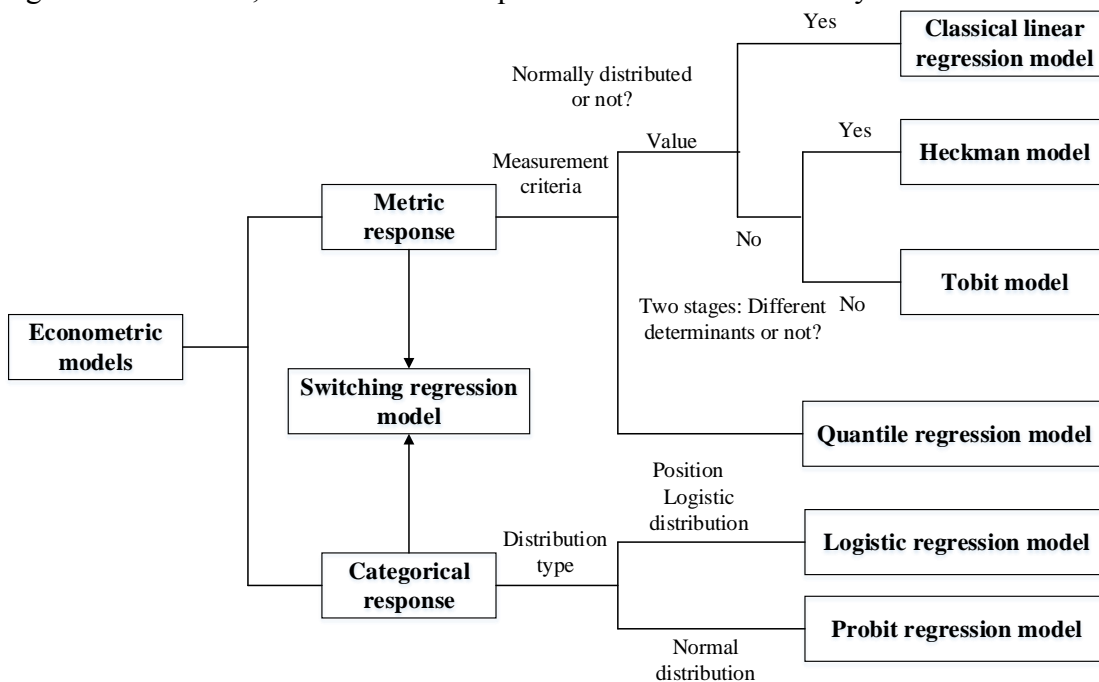 Yes
Classical linear
regression model
Normally distributed
or not?
Value
Yes
Heckman model
Measurement
criteria
Metric
response
No
Two stages: Different
determinants or not?
No
Tobit model
Econometric
models
Switching regression
model
Quantile regression model
Position
Logistic
distribution
Logistic regression model
Distribution
type
Categorical
response
Probit regression model
Normal
distribution